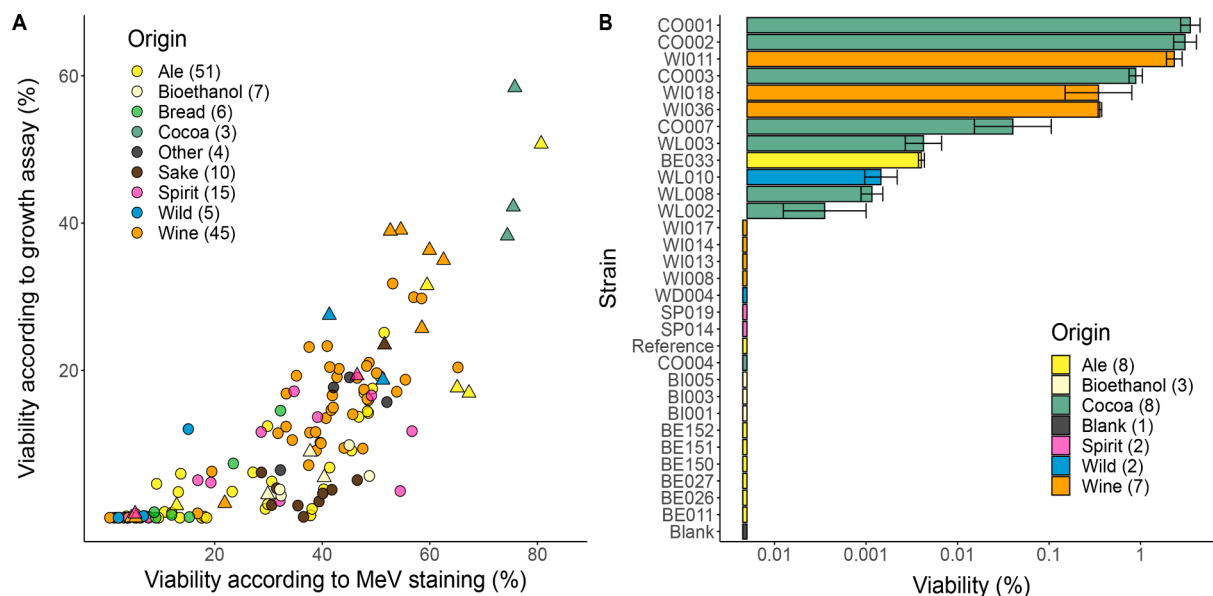 A
Viability according to growth assay (%)
60
40
20
Origin
Ale (51)
Bioethanol (7)
Bread (6)
Cocoa (3)
Other (4)
Sake (10)
Spirit (15)
Wild (5)
Wine (45)
20
40
60
80
Viability according to MeV staining (%)
B
Strain
CO001
CO002
WI011
CO003
WI018
WI036
CO007
WL003
BE033
WL010
WL008
WL002
WI017
WI014
WI013
WI008
WD004
SP019
SP014
Reference
CO004
BI005
BI003
BI001
BE152
BE151
BE150
BE027
BE026
BE011
Blank
Origin
Ale (8)
Bioethanol (3)
Cocoa (8)
Blank (1)
Spirit (2)
Wild (2)
Wine (7)
0.01
0.001
0.01
0.1
1
Viability (%)